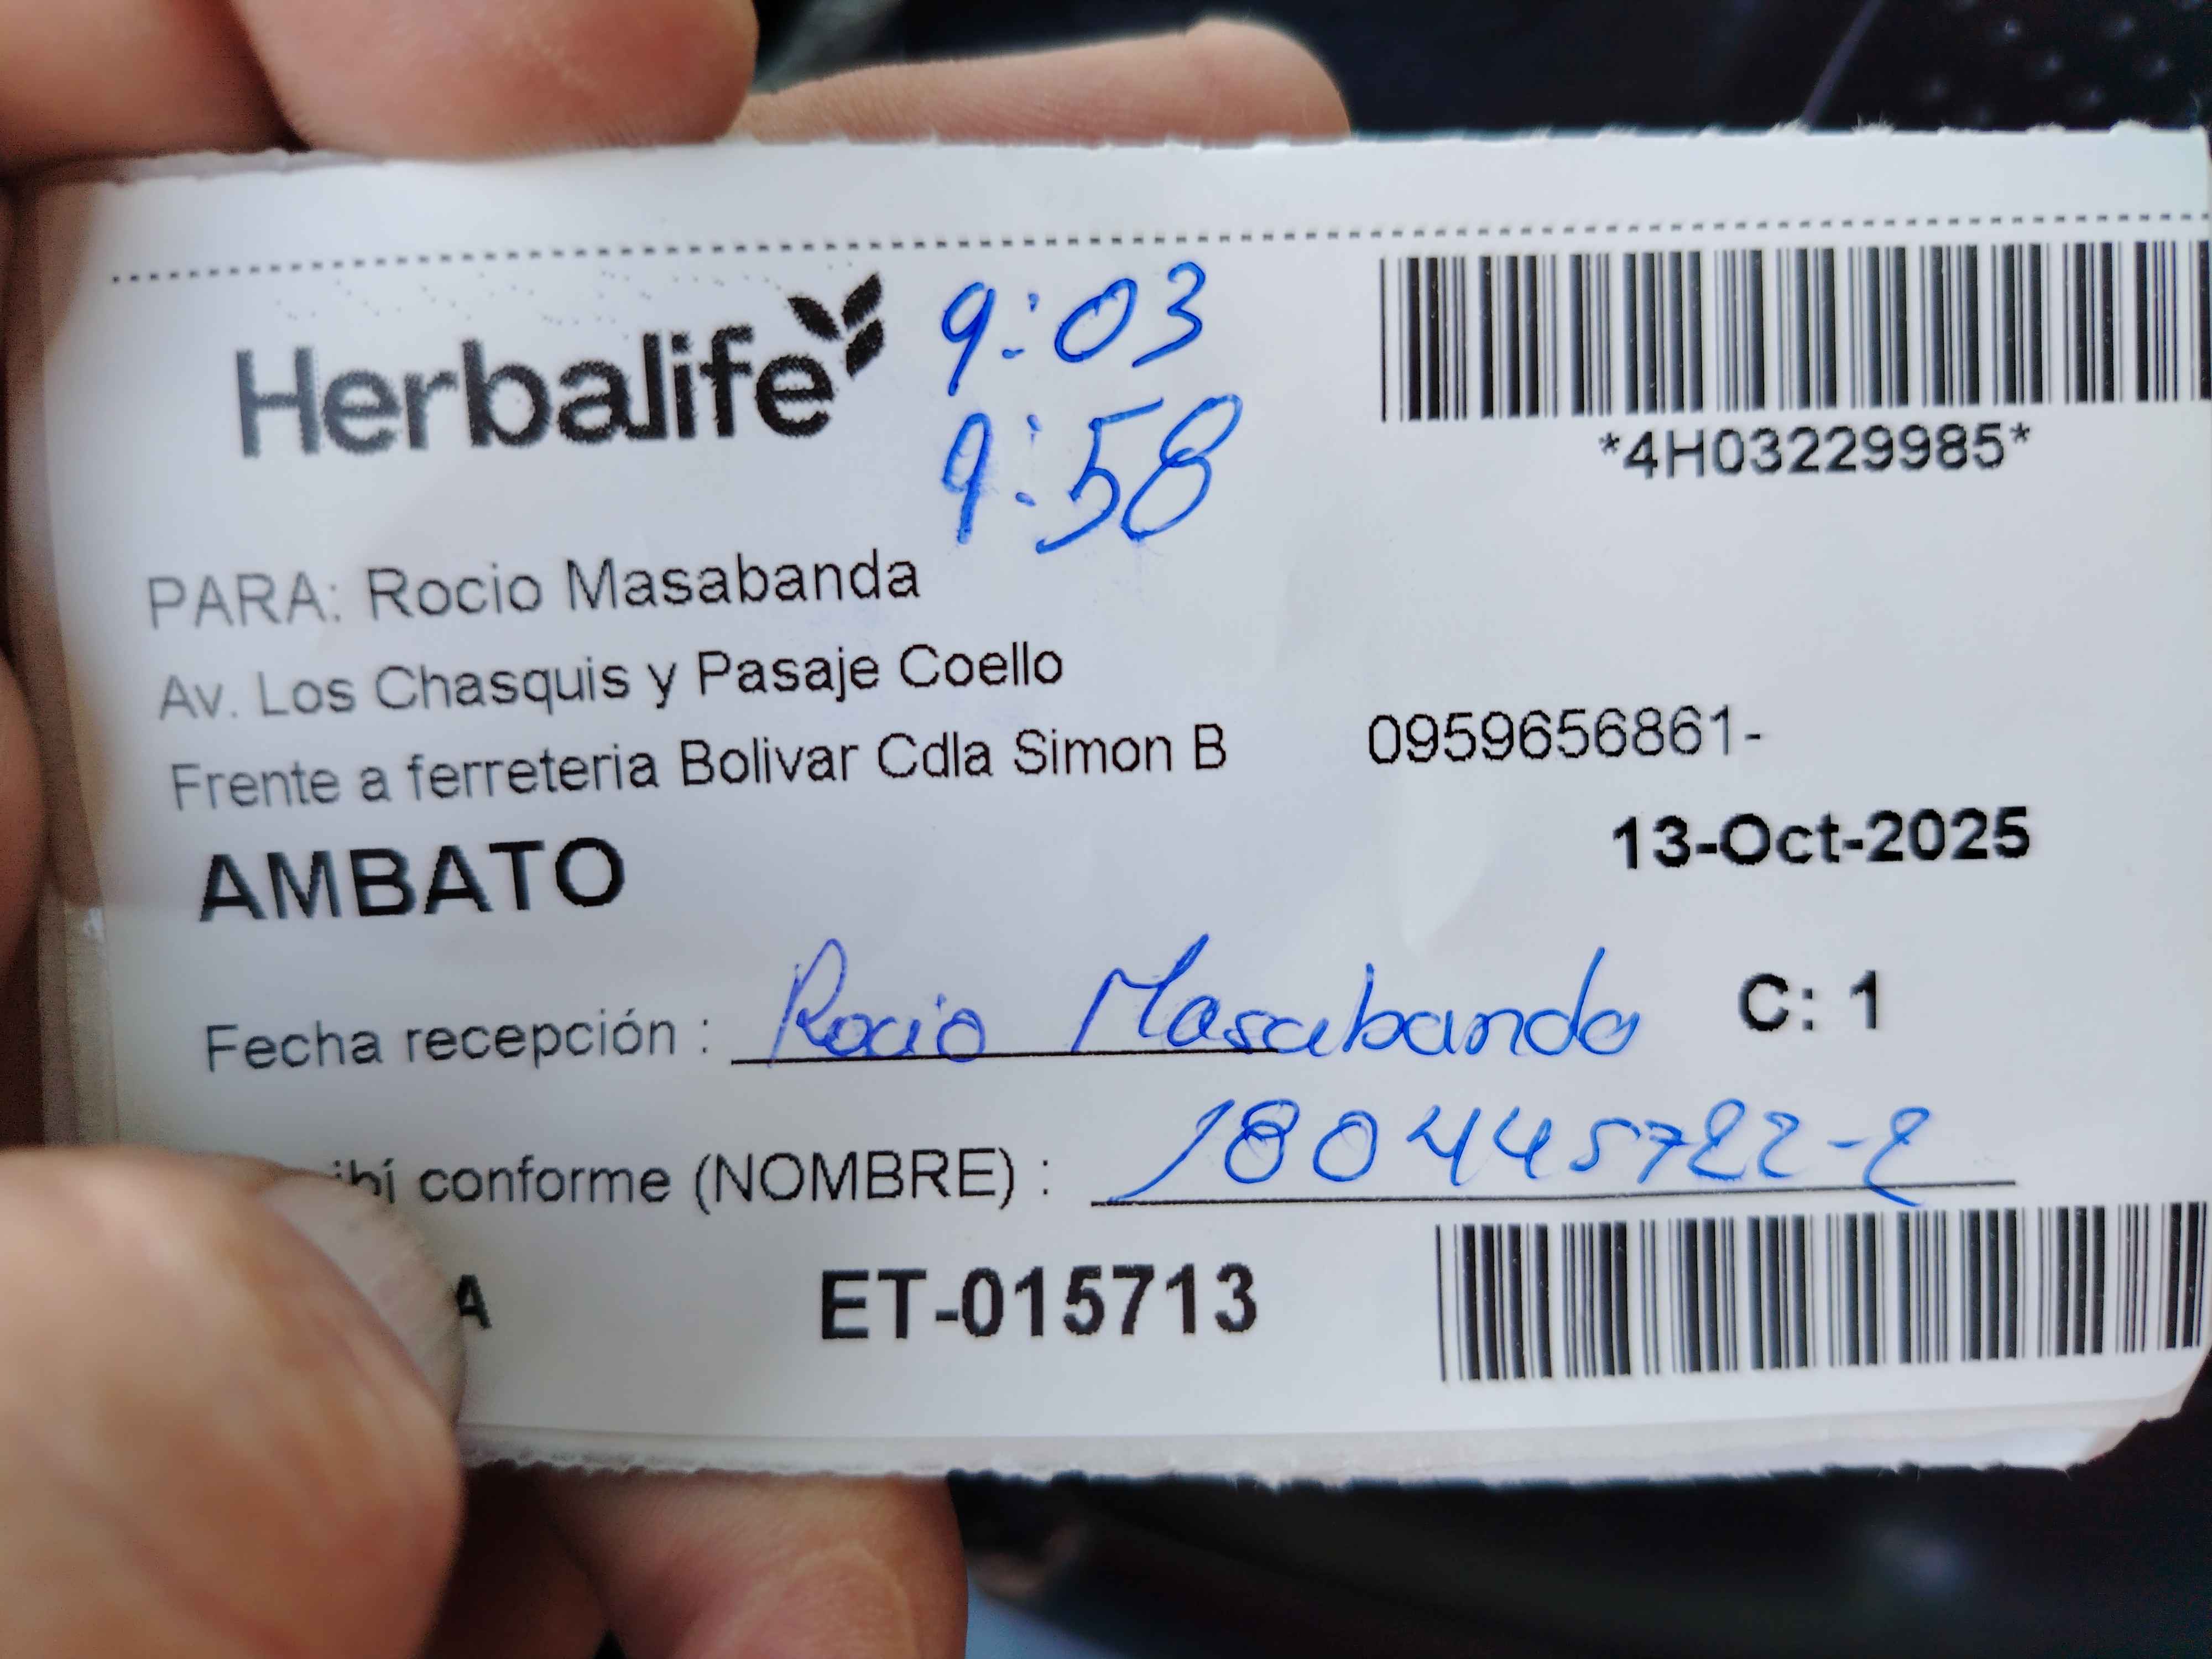 Herbalife
9:03
9:58
*4H03229985*
PARA: Rocio Masabanda
Av. Los Chasquis y Pasaje Coello
Frente a ferreteria Bolivar Cdla Simon B 0959656861-
AMBATO
13-Oct-2025
Fecha recepción : Rocio Masabanda C: 1
conforme (NOMBRE) : 180445722-2
ET-015713